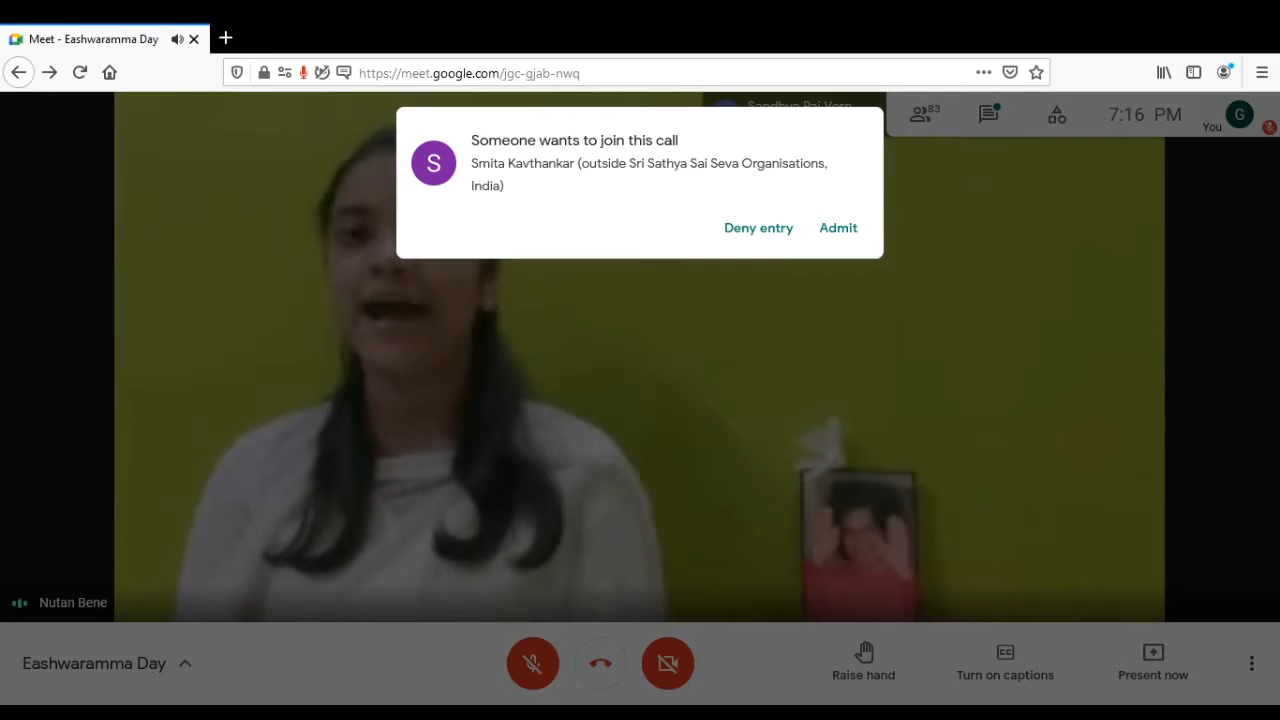 Meet - Eashwaramma Day
https://meet.google.com/jgc-gjab-nwq
83
7:16 PM
You
G
Someone wants to join this call
S
Smita Kavthankar (outside Sri Sathya Sai Seva Organisations,
India)
Deny entry Admit
Nutan Bene
Eashwaramma Day
Raise hand
CC
Turn on captions
Present now